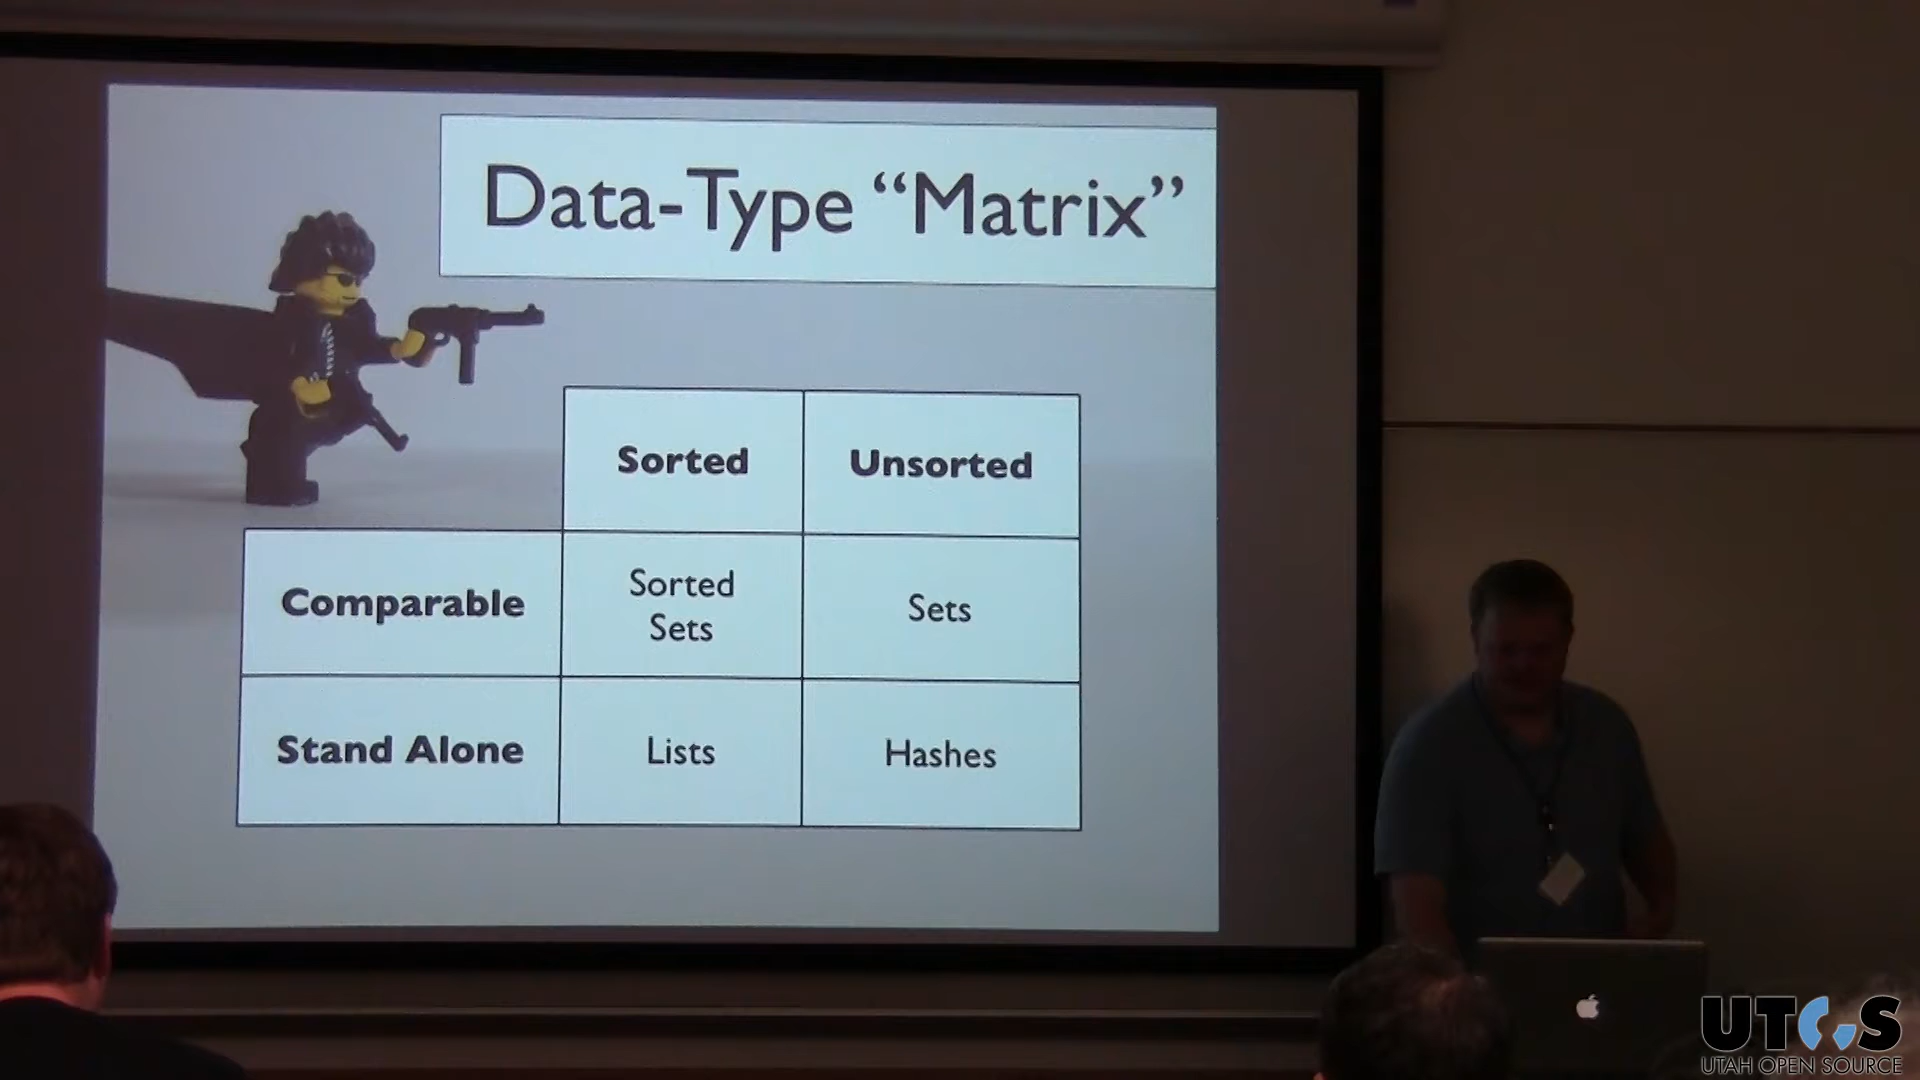 Data-Type “Matrix”
Sorted
Unsorted
Comparable
Sorted
Sets
Sets
Stand Alone
Lists
Hashes
UTOS
UTAH OPEN SOURCE